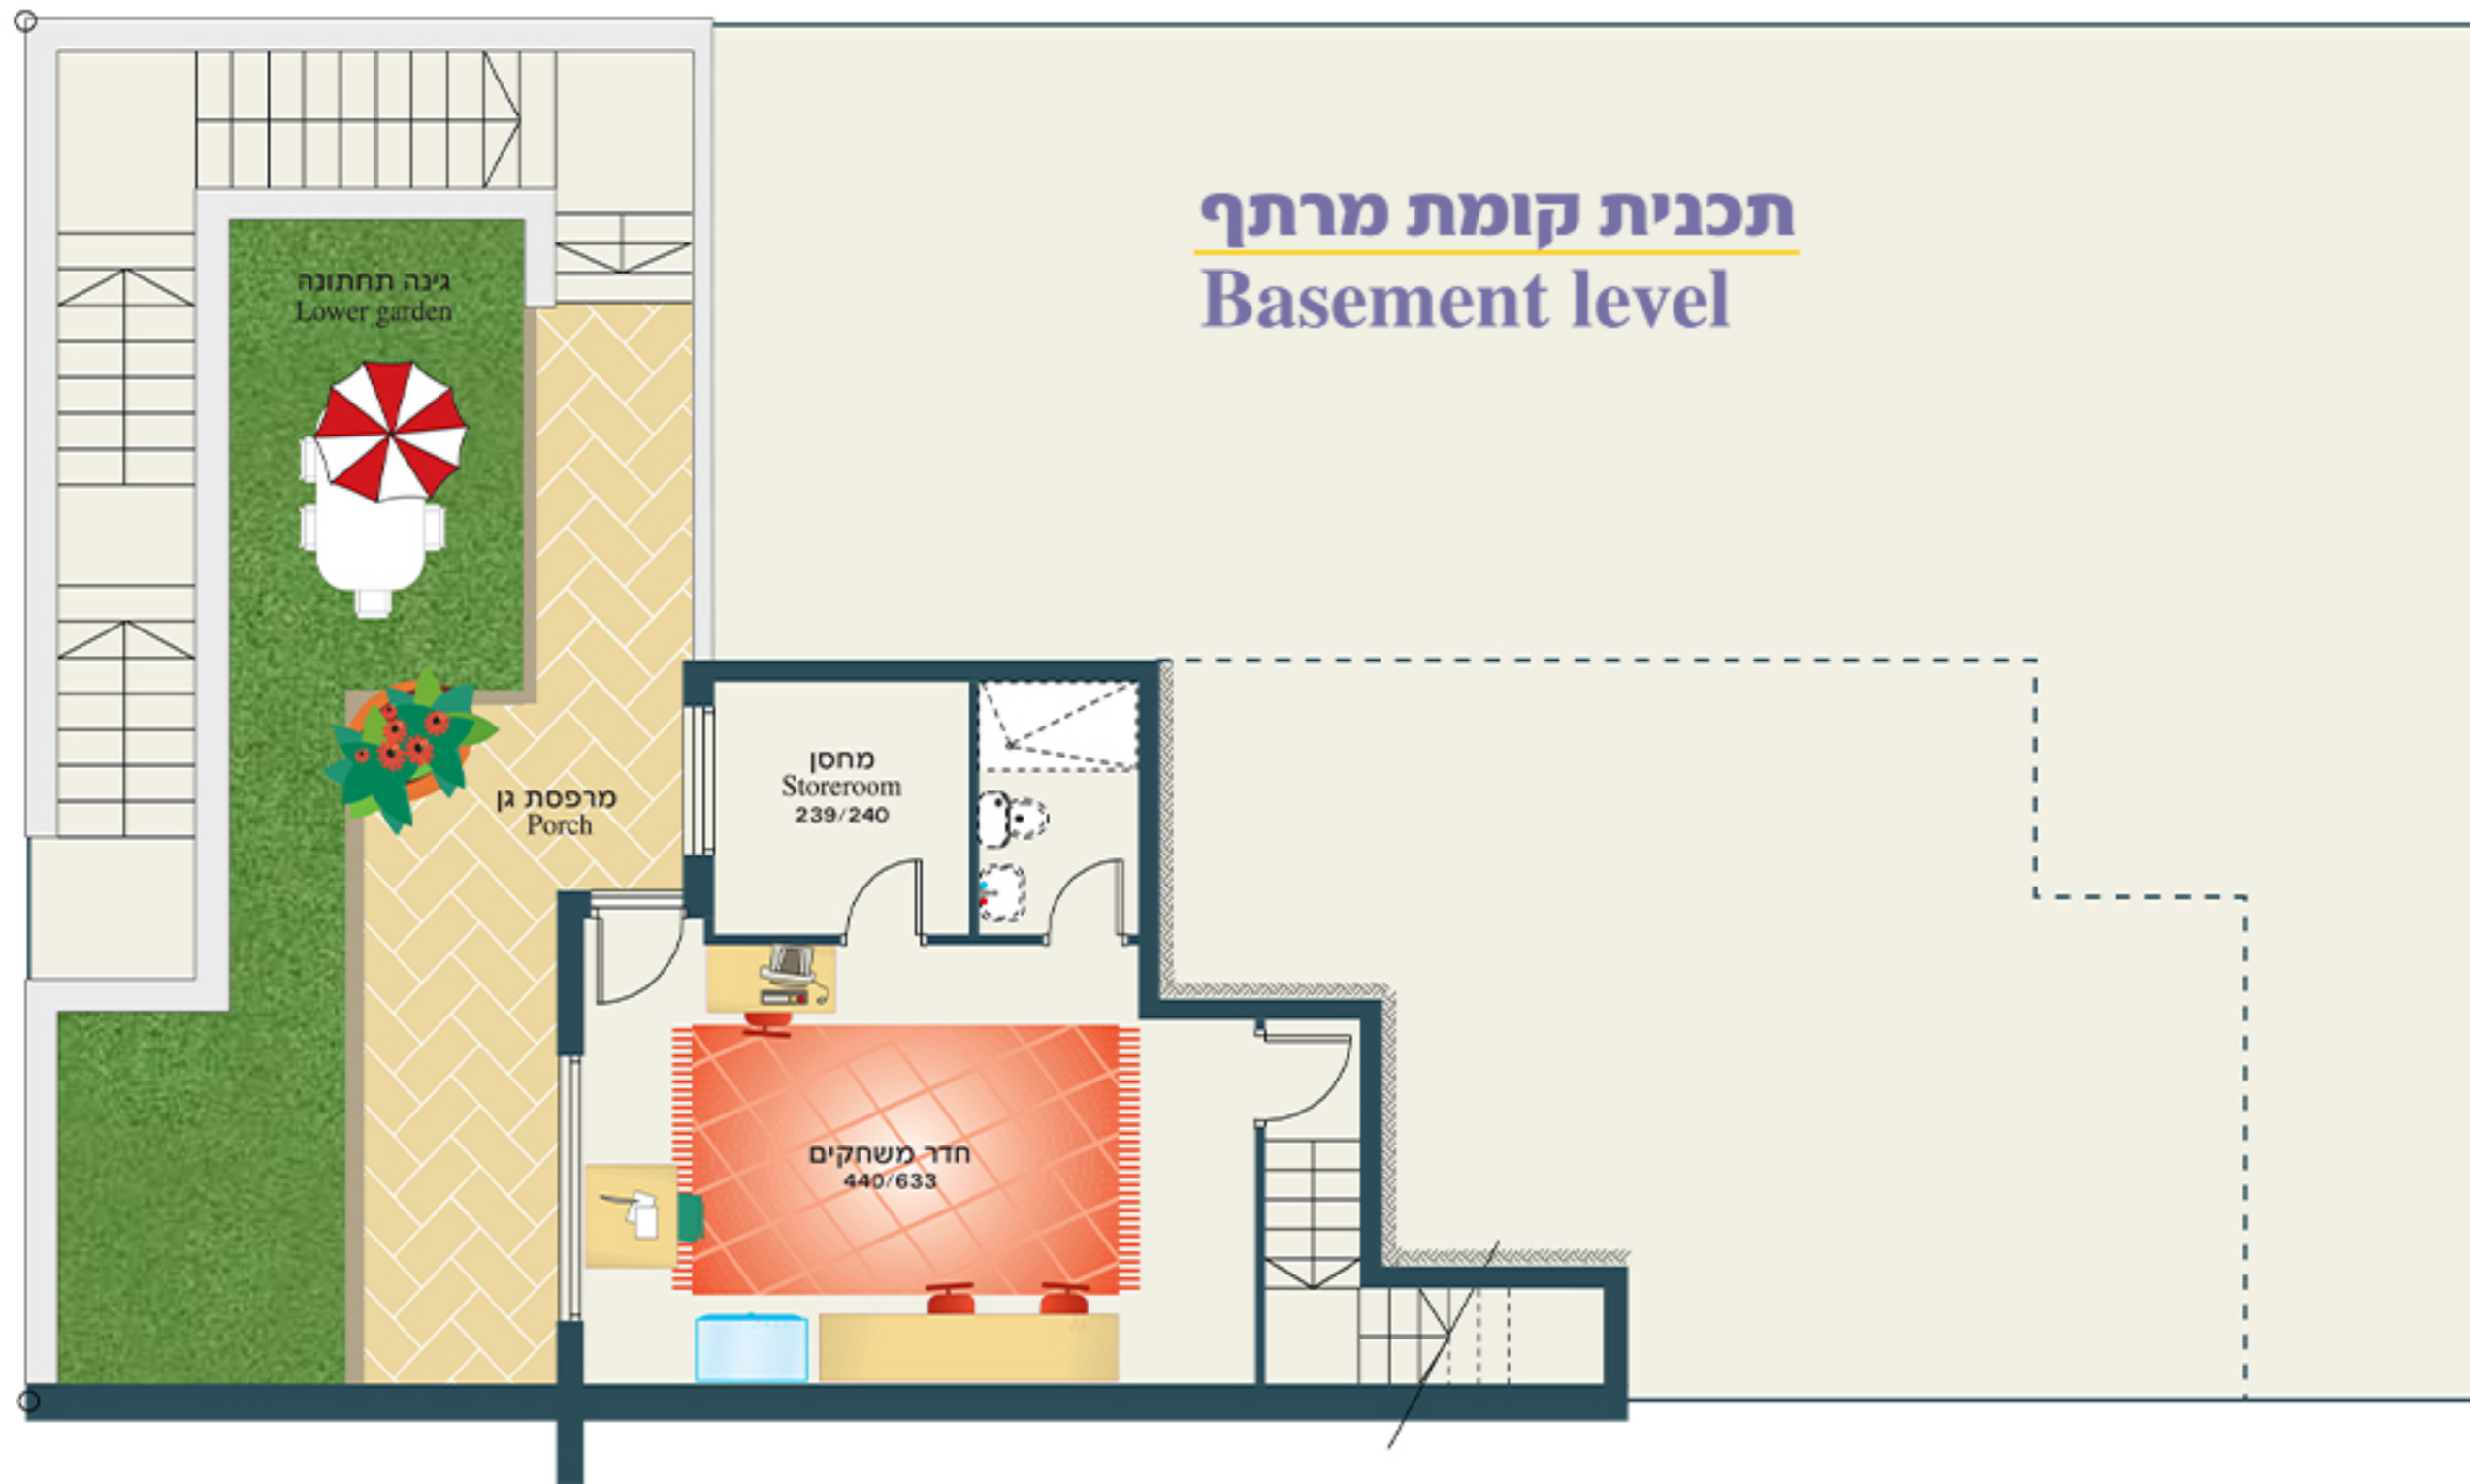 תכנית קומת מרתף
Basement level
גינה תחתונה
Lower garden
מחסן
Storeroom
239/240
מרפסת גן
Porch
חדר משחקים
440/633